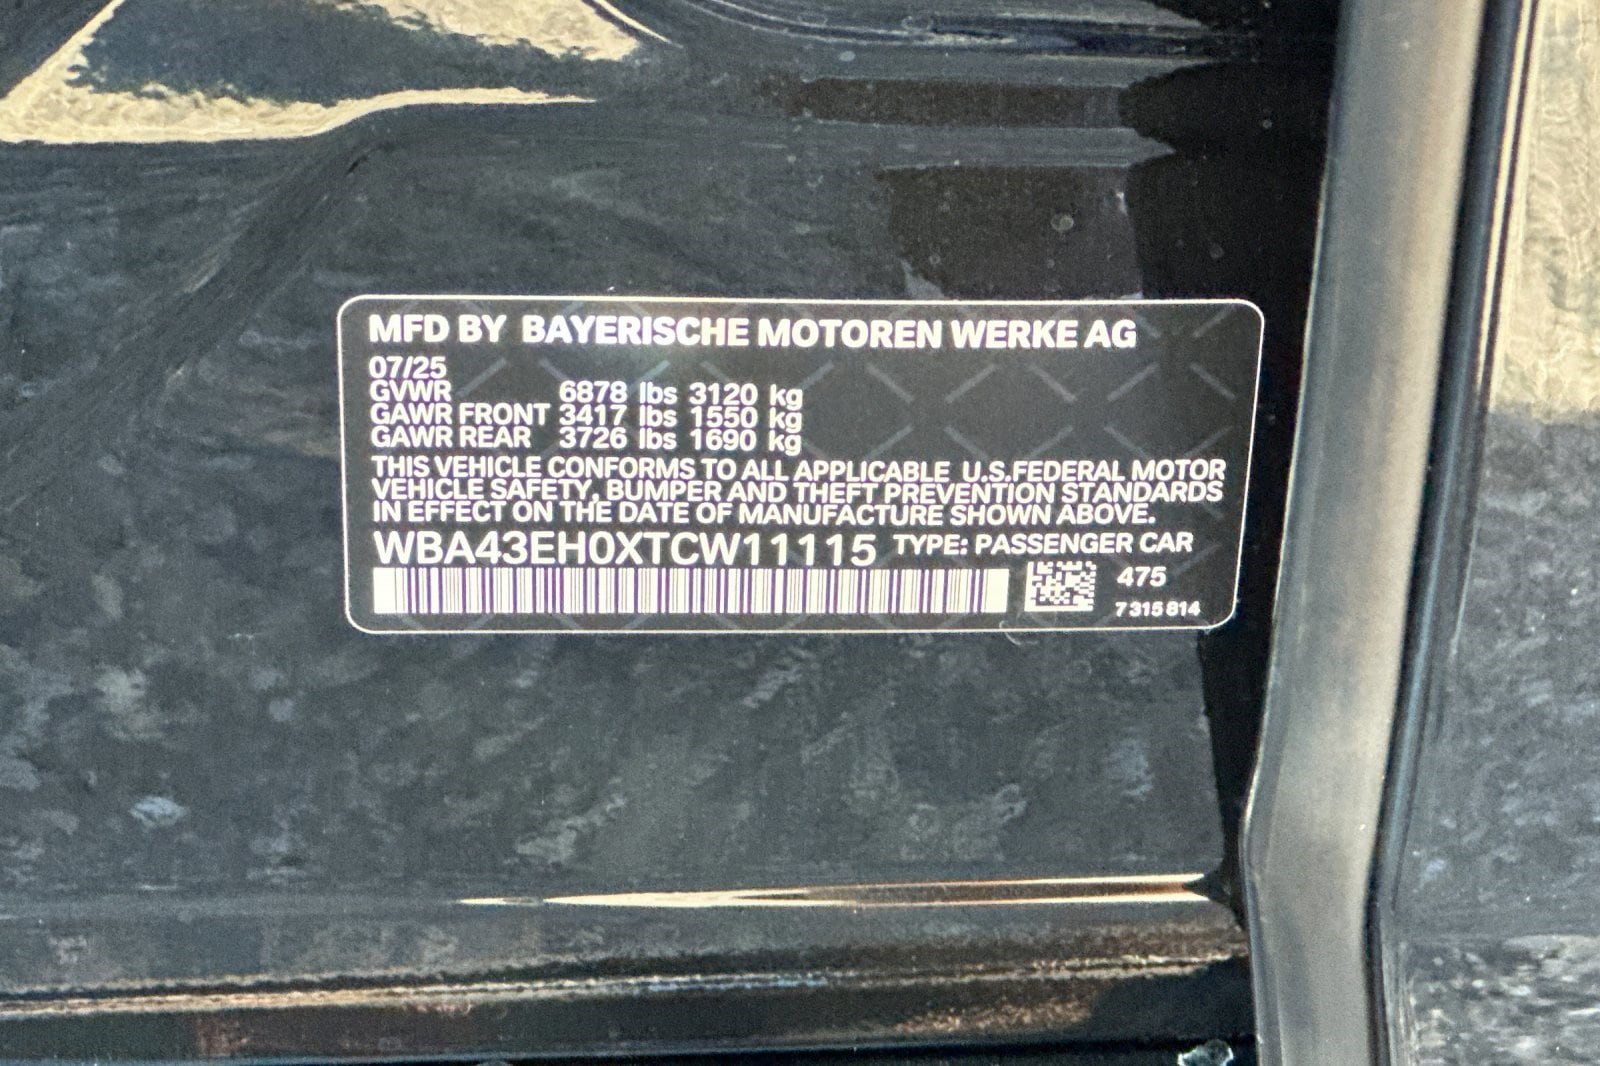 MFD BY BAYERISCHE MOTOREN WERKE AG
07/25
GVWR 6878 lbs 3120 kg
GAWR FRONT 3417 lbs 1550 kg
GAWR REAR 3726 lbs 1690 kg
THIS VEHICLE CONFORMS TO ALL APPLICABLE U.S.FEDERAL MOTOR
VEHICLE SAFETY, BUMPER AND THEFT PREVENTION STANDARDS
IN EFFECT ON THE DATE OF MANUFACTURE SHOWN ABOVE.
WBA43EH0XTCW11115 TYPE: PASSENGER CAR
475
7 315 814